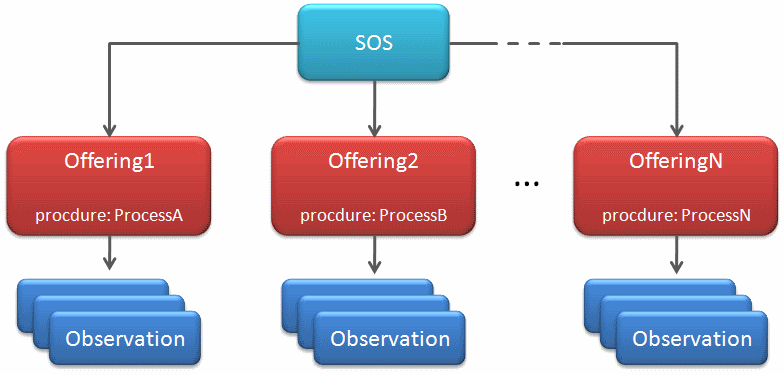 SOS
Offering1
procdure: ProcessA
Offering2
procdure: ProcessB
...
OfferingN
procdure: ProcessN
Observation
Observation
Observation